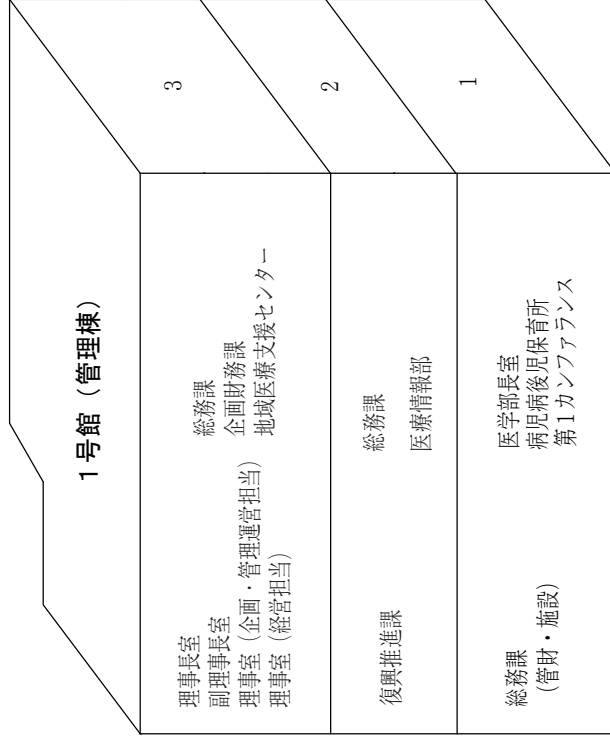 1号館（管理棟）
3
理事長室
副理事長室
理事室（企画・管理運営担当）
理事室（経営担当）
総務課
企画財務課
地域医療支援センター
2
復興推進課
総務課
医療情報部
1
総務課
（管財・施設）
医学部長室
病児病後児保育所
第1カンファランス